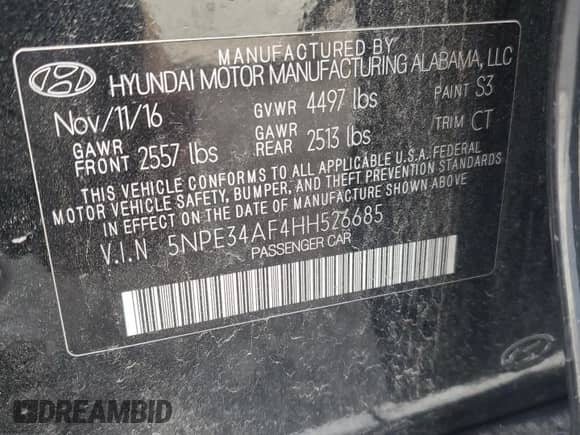 MANUFACTURED BY
HYUNDAI MOTOR MANUFACTURING ALABAMA, LLC
Nov/11/16 GVWR 4497 lbs PAINT S3
GAWR FRONT 2557 lbs GAWR REAR 2513 lbs TRIM CT
THIS VEHICLE CONFORMS TO ALL APPLICABLE U.S.A. FEDERAL
MOTOR VEHICLE SAFETY, BUMPER, AND THEFT PREVENTION STANDARDS
IN EFFECT ON THE DATE OF MANUFACTURE SHOWN ABOVE
V.I.N 5NPE34AF4HH526685
PASSENGER CAR
DREAMBID